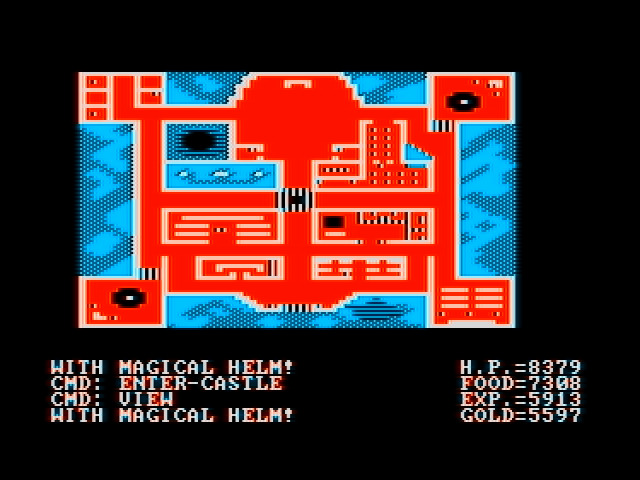 WITH MAGICAL HELM! H.P.=8379
CMD: ENTER-CASTLE FOOD=7308
CMD: VIEW EXP.=5913
WITH MAGICAL HELM! GOLD=5597